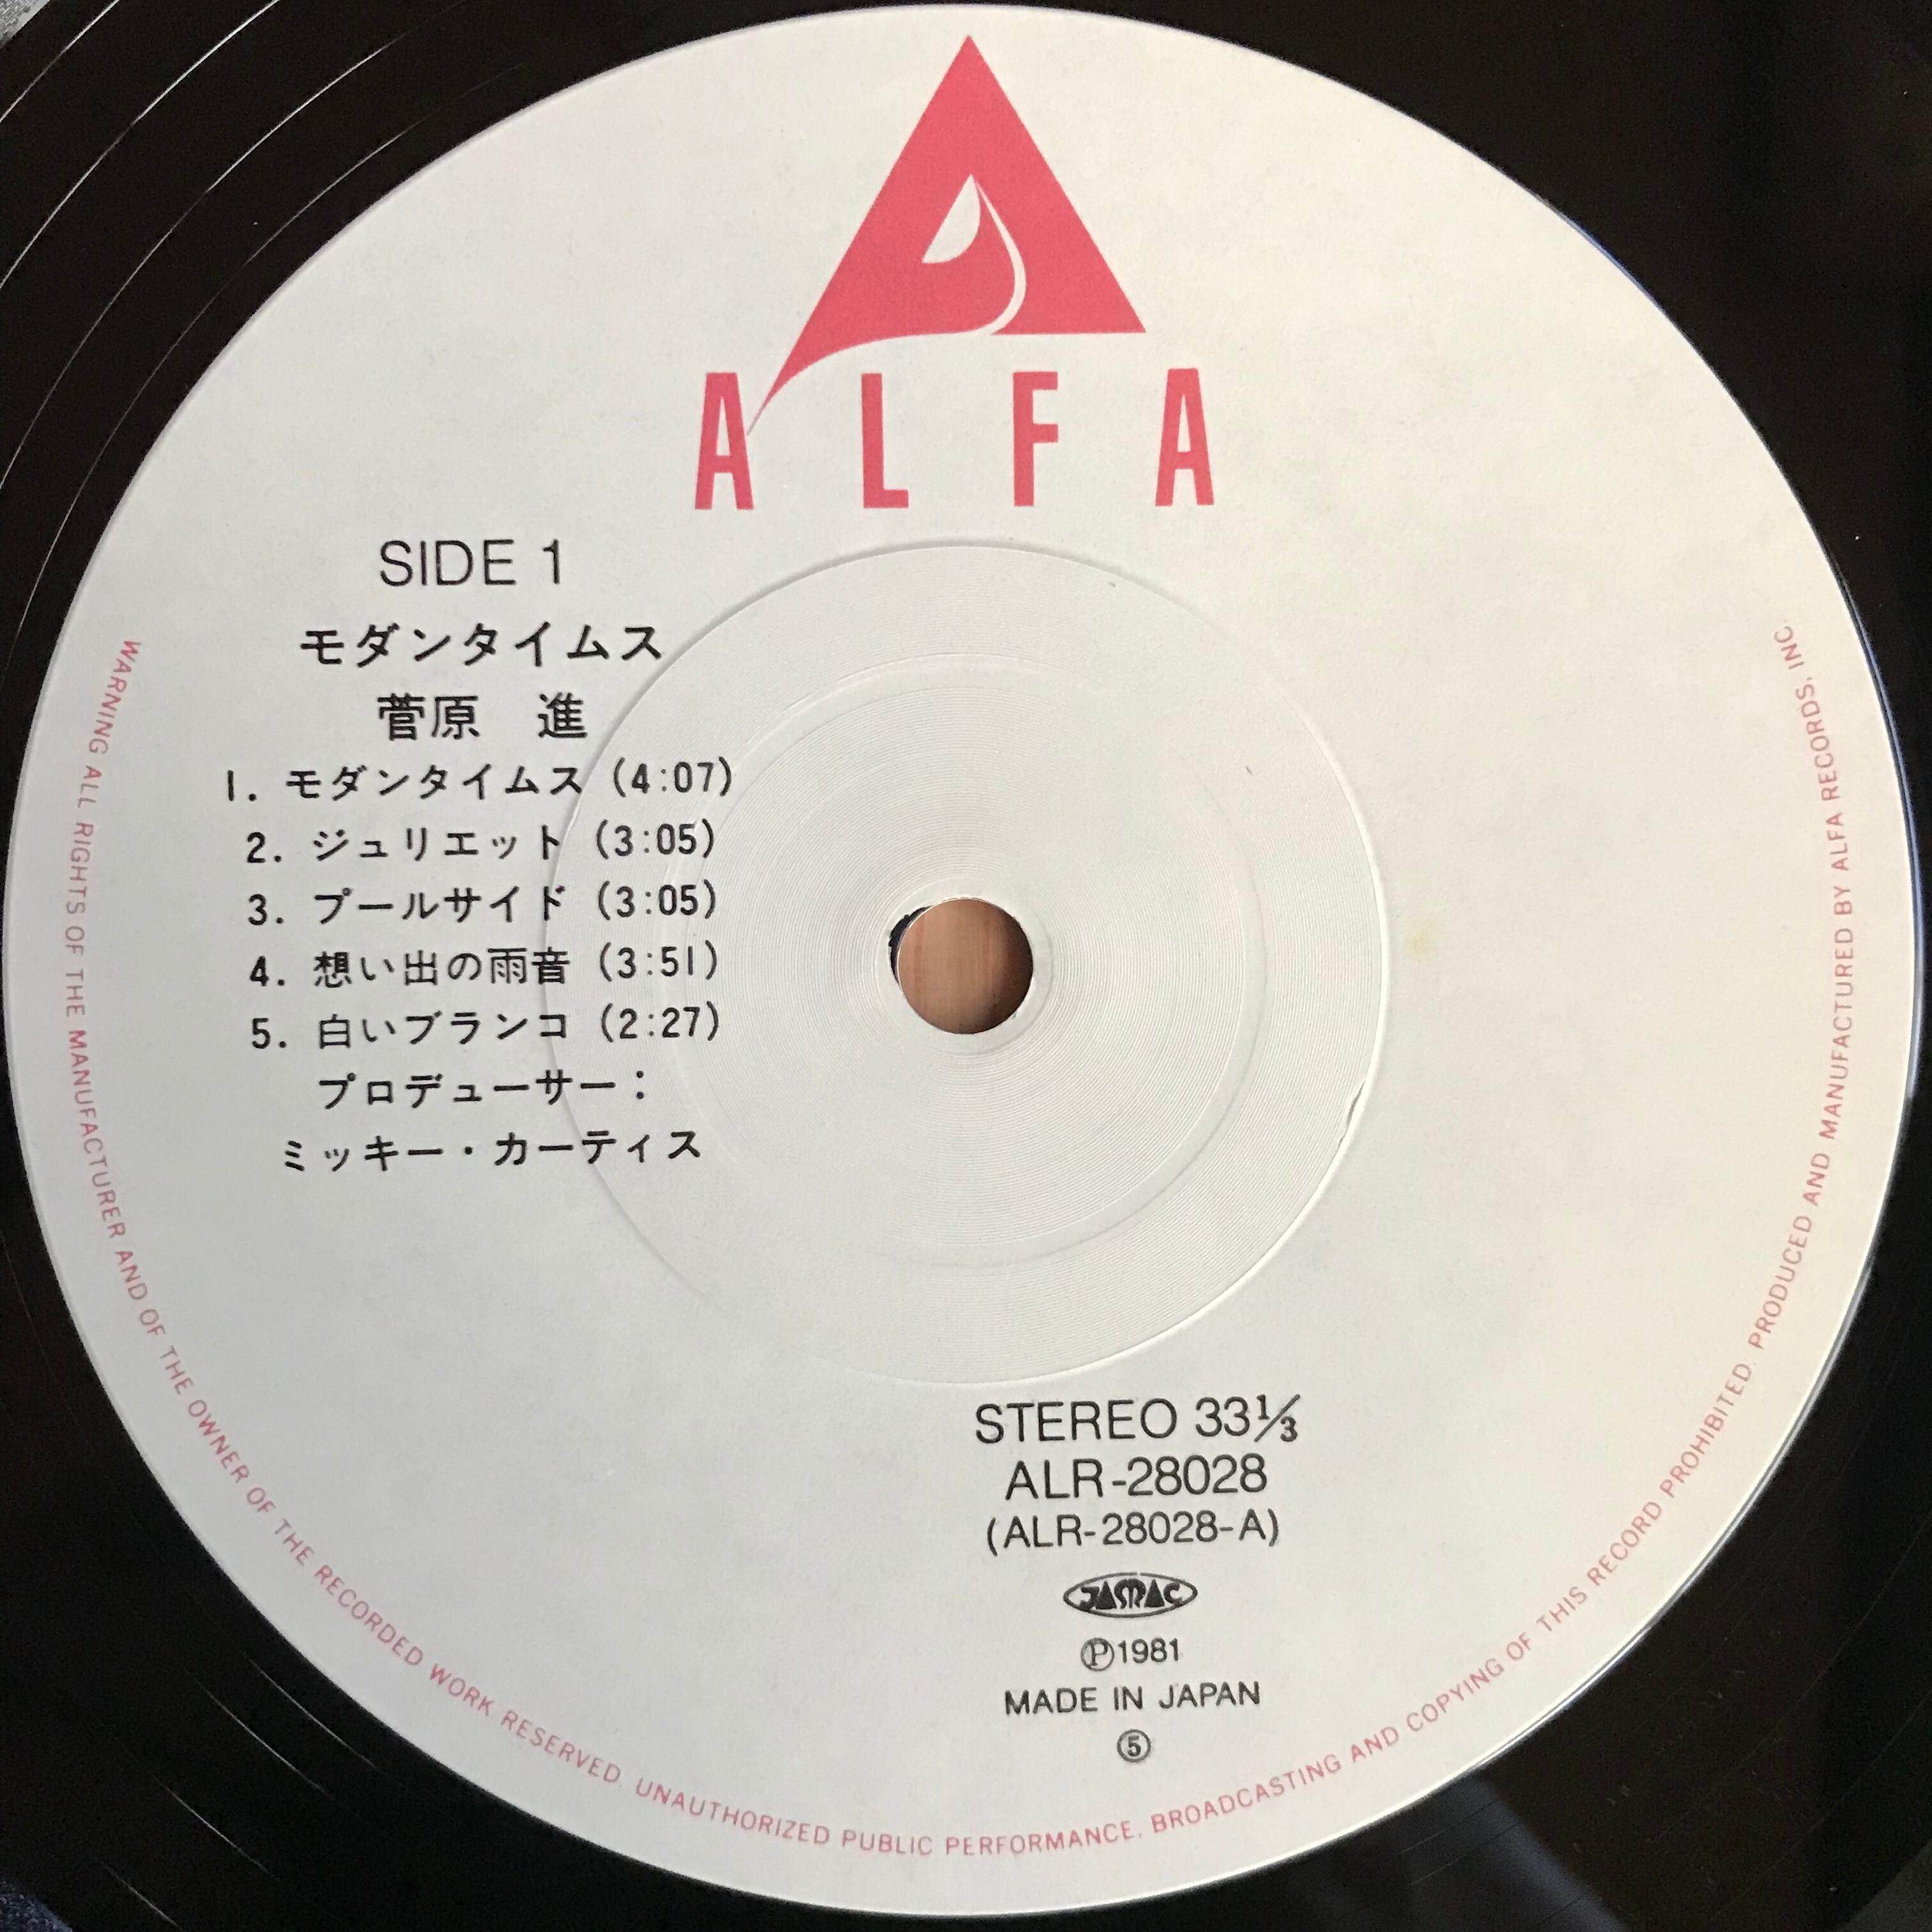 ALFA
SIDE 1
モダンタイムス
菅原　進
1. モダンタイムス (4:07)
2. ジュリエット (3:05)
3. プールサイド (3:05)
4. 想い出の雨音 (3:51)
5. 白いブランコ (2:27)
プロデューサー：
ミッキー・カーティス
STEREO 33⅓
ALR-28028
(ALR-28028-A)
JASRAC
Ⓟ1981
MADE IN JAPAN
⑤
WARNING ALL RIGHTS OF THE MANUFACTURER AND OF THE OWNER OF THE RECORDED WORK RESERVED. UNAUTHORIZED PUBLIC PERFORMANCE. BROADCASTING AND COPYING OF THIS RECORD PROHIBITED. PRODUCED AND MANUFACTURED BY ALFA RECORDS, INC.